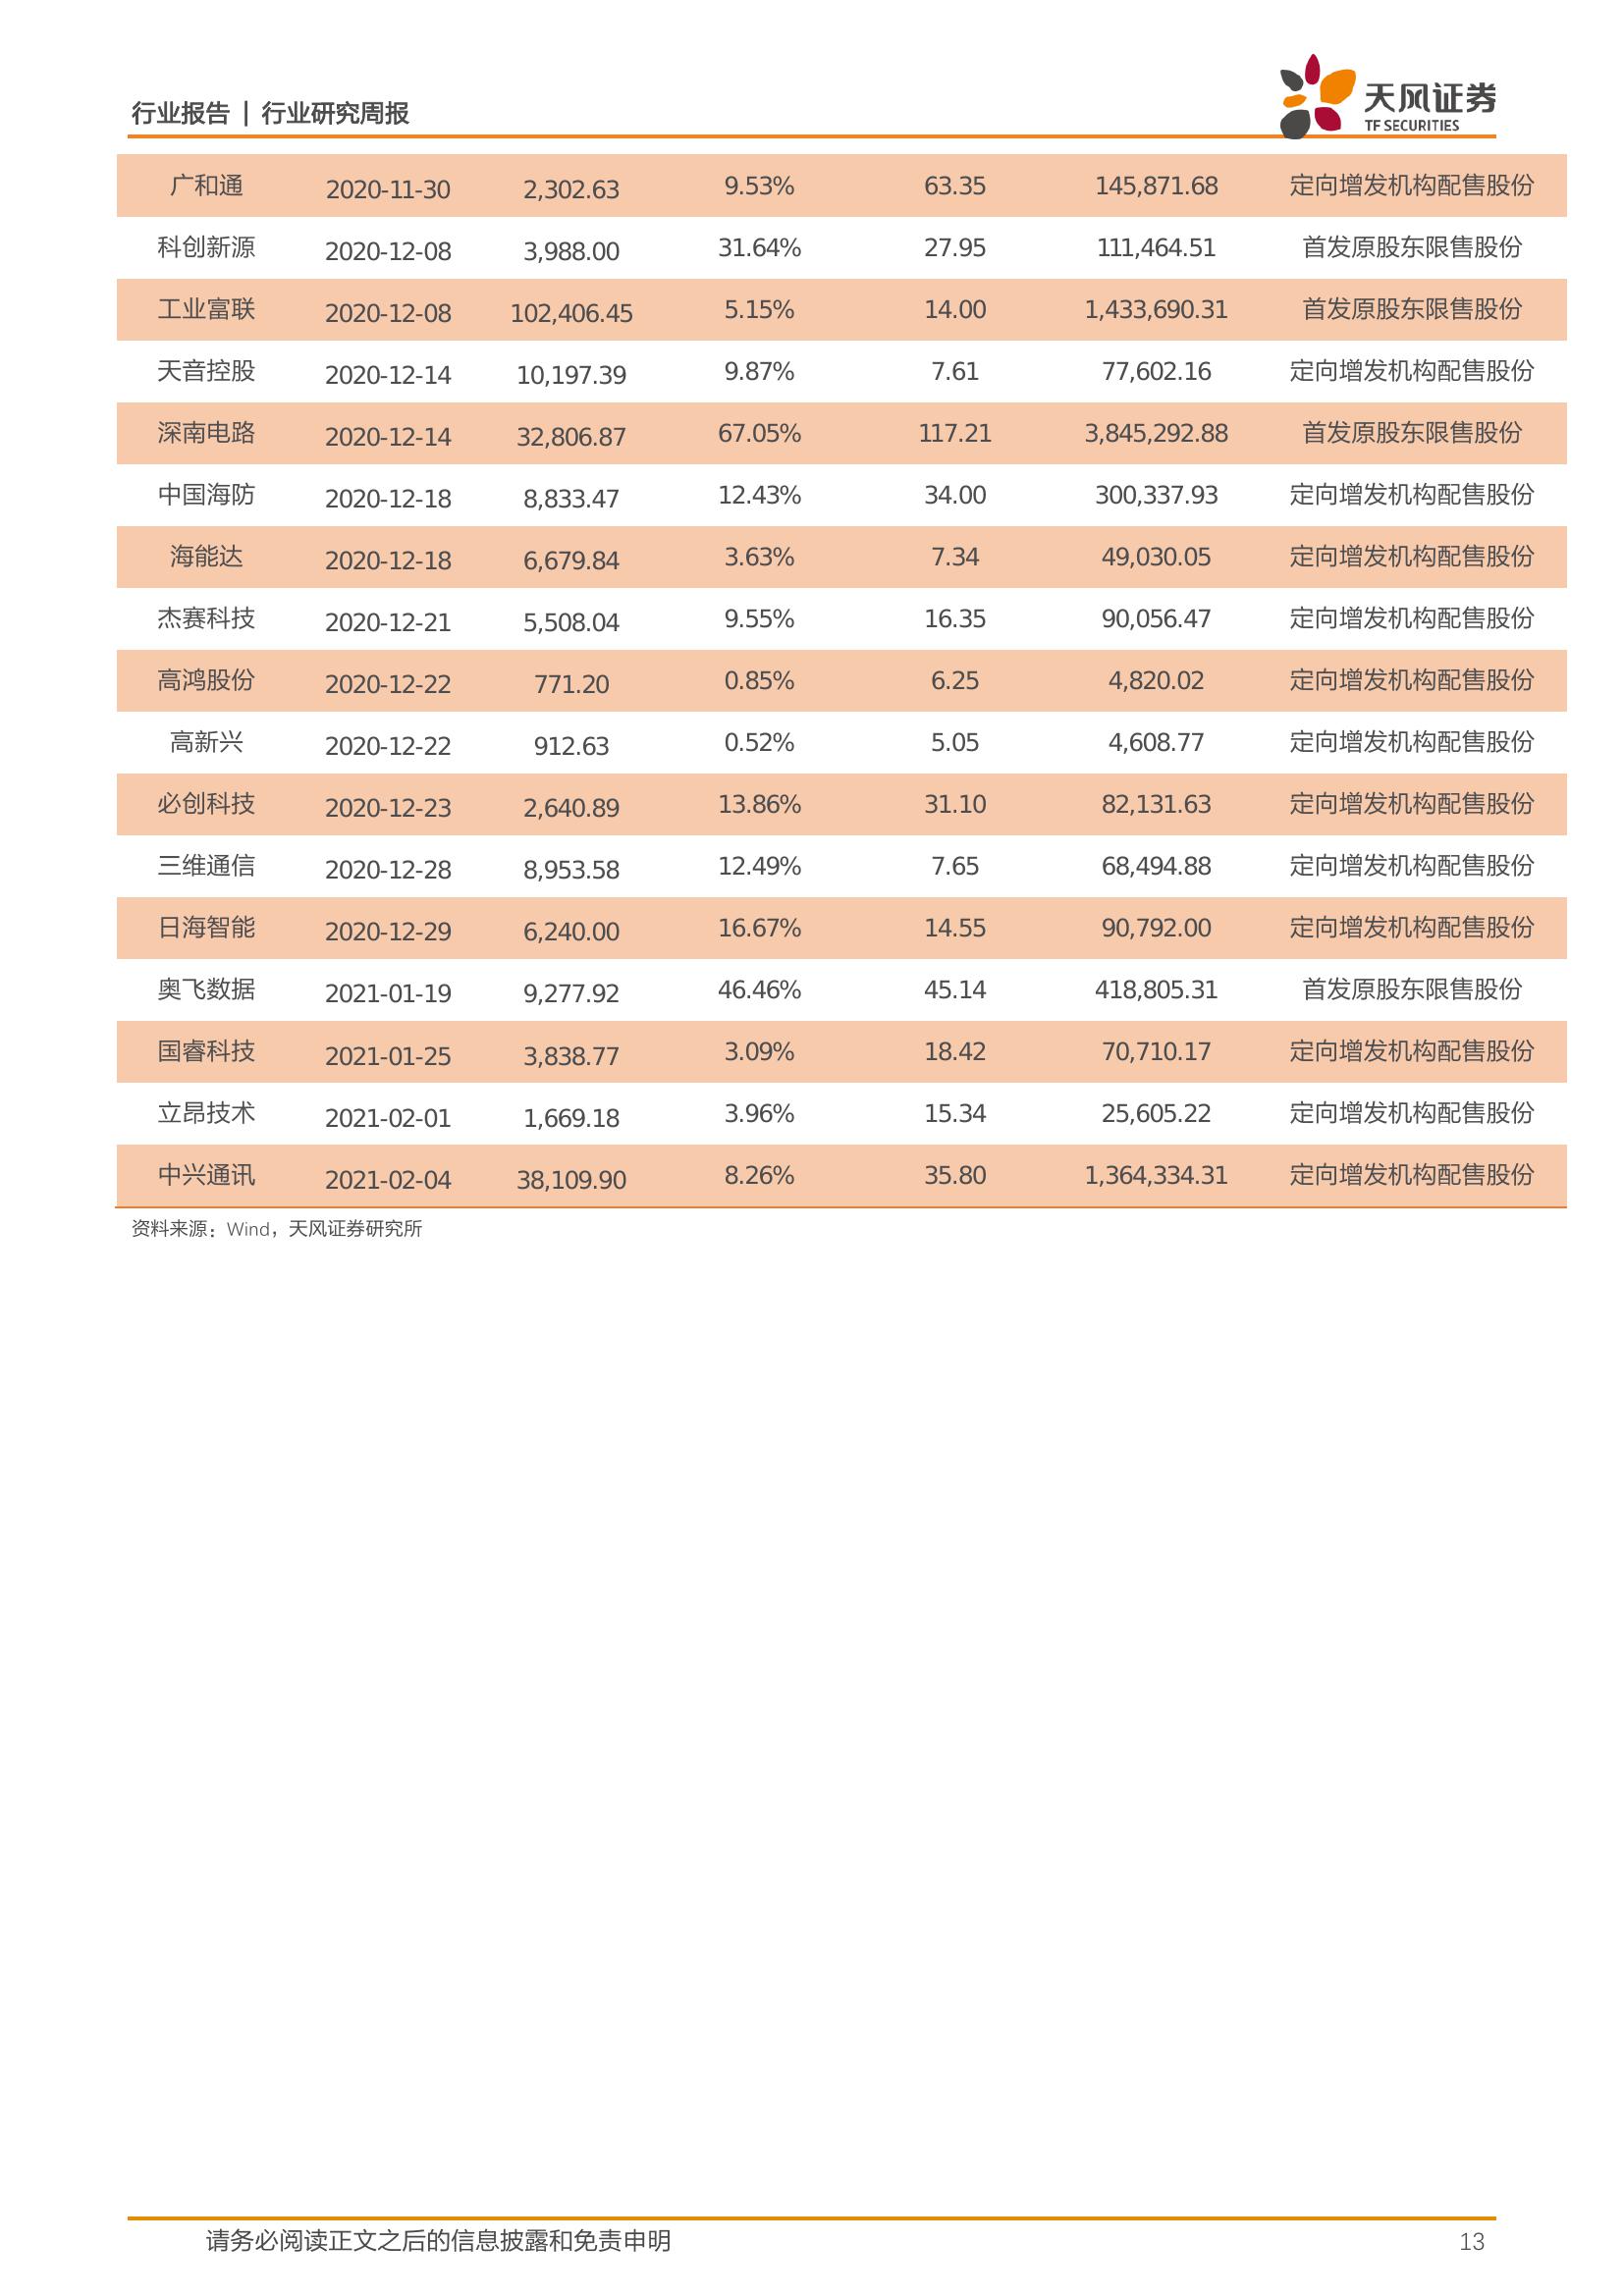 行业报告 | 行业研究周报
天风证券
TF SECURITIES
广和通 2020-11-30 2,302.63 9.53% 63.35 145,871.68 定向增发机构配售股份
科创新源 2020-12-08 3,988.00 31.64% 27.95 111,464.51 首发原股东限售股份
工业富联 2020-12-08 102,406.45 5.15% 14.00 1,433,690.31 首发原股东限售股份
天音控股 2020-12-14 10,197.39 9.87% 7.61 77,602.16 定向增发机构配售股份
深南电路 2020-12-14 32,806.87 67.05% 117.21 3,845,292.88 首发原股东限售股份
中国海防 2020-12-18 8,833.47 12.43% 34.00 300,337.93 定向增发机构配售股份
海能达 2020-12-18 6,679.84 3.63% 7.34 49,030.05 定向增发机构配售股份
杰赛科技 2020-12-21 5,508.04 9.55% 16.35 90,056.47 定向增发机构配售股份
高鸿股份 2020-12-22 771.20 0.85% 6.25 4,820.02 定向增发机构配售股份
高新兴 2020-12-22 912.63 0.52% 5.05 4,608.77 定向增发机构配售股份
必创科技 2020-12-23 2,640.89 13.86% 31.10 82,131.63 定向增发机构配售股份
三维通信 2020-12-28 8,953.58 12.49% 7.65 68,494.88 定向增发机构配售股份
日海智能 2020-12-29 6,240.00 16.67% 14.55 90,792.00 定向增发机构配售股份
奥飞数据 2021-01-19 9,277.92 46.46% 45.14 418,805.31 首发原股东限售股份
国睿科技 2021-01-25 3,838.77 3.09% 18.42 70,710.17 定向增发机构配售股份
立昂技术 2021-02-01 1,669.18 3.96% 15.34 25,605.22 定向增发机构配售股份
中兴通讯 2021-02-04 38,109.90 8.26% 35.80 1,364,334.31 定向增发机构配售股份
资料来源：Wind，天风证券研究所
请务必阅读正文之后的信息披露和免责申明 13